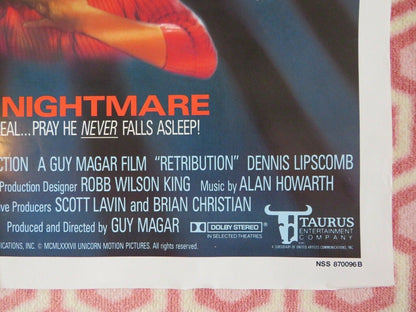 NIGHTMARE
EAL...PRAY HE NEVER FALLS ASLEEP!
CTION A GUY MAGAR FILM "RETRIBUTION" DENNIS LIPSCOMB
Production Designer ROBB WILSON KING Music by ALAN HOWARTH
ve Producers SCOTT LAVIN and BRIAN CHRISTIAN
Produced and Directed by GUY MAGAR
DOLBY STEREO
IN SELECTED THEATRES
TAURUS
ENTERTAINMENT
COMPANY
A SUBSIDIARY OF UNITED ARTISTS COMMUNICATIONS, INC.
ICATIONS, INC. © MCMLXXXVII UNICORN MOTION PICTURES. All rights reserved.
NSS 870096B